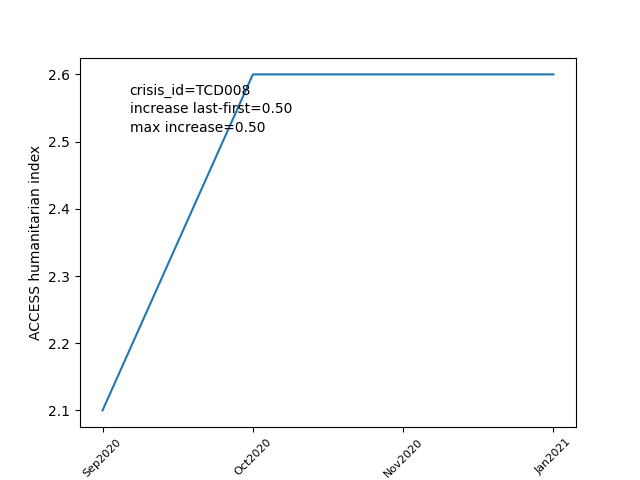 crisis_id=TCD008
increase last-first=0.50
max increase=0.50
ACCESS humanitarian index
2.6
2.5
2.4
2.3
2.2
2.1
Sep2020
Oct2020
Nov2020
Jan2021